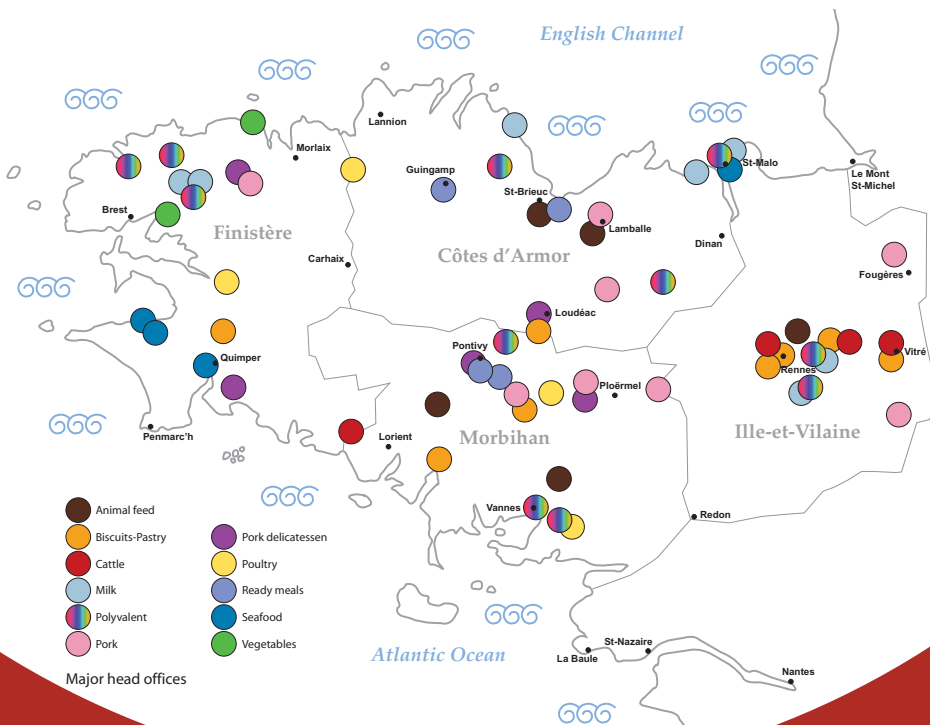 English Channel
Lannion
Morlaix
Guingamp
St-Malo
Le Mont
St-Michel
St-Brieuc
Brest
Lamballe
Finistère
Dinan
Côtes d'Armor
Carhaix
Fougères
Loudéac
Pontivy
Vitré
Quimper
Rennes
Ploërmel
Penmarc'h
Lorient
Morbihan
Ille-et-Vilaine
Vannes
Redon
Animal feed
Biscuits-Pastry
Cattle
Milk
Polyvalent
Pork
Pork delicatessen
Poultry
Ready meals
Seafood
Vegetables
Major head offices
Atlantic Ocean
St-Nazaire
La Baule
Nantes